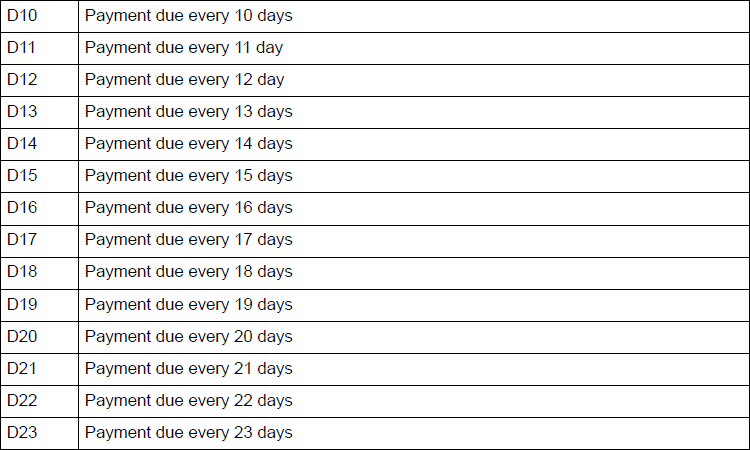 D10 Payment due every 10 days
D11 Payment due every 11 day
D12 Payment due every 12 day
D13 Payment due every 13 days
D14 Payment due every 14 days
D15 Payment due every 15 days
D16 Payment due every 16 days
D17 Payment due every 17 days
D18 Payment due every 18 days
D19 Payment due every 19 days
D20 Payment due every 20 days
D21 Payment due every 21 days
D22 Payment due every 22 days
D23 Payment due every 23 days